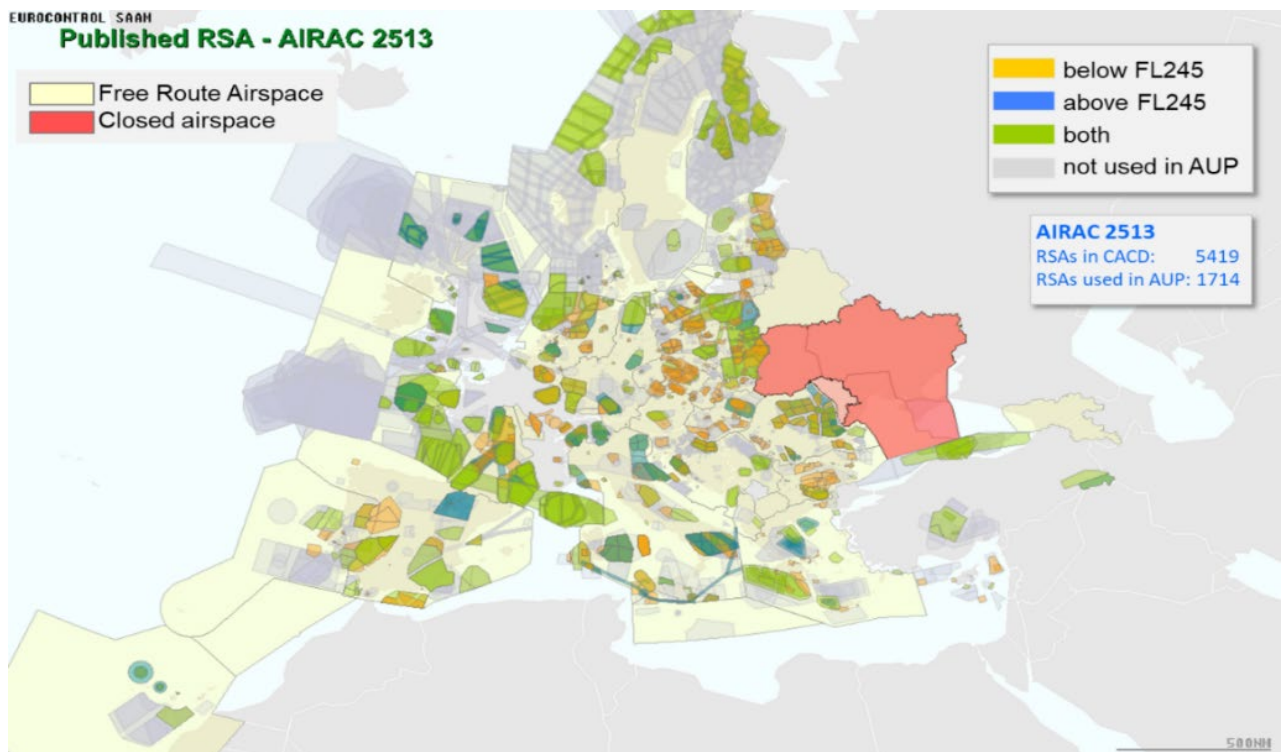 EUROCONTROL SAAM
Published RSA - AIRAC 2513
Free Route Airspace
Closed airspace
below FL245
above FL245
both
not used in AUP
AIRAC 2513
RSAs in CACD: 5419
RSAs used in AUP: 1714
500NM